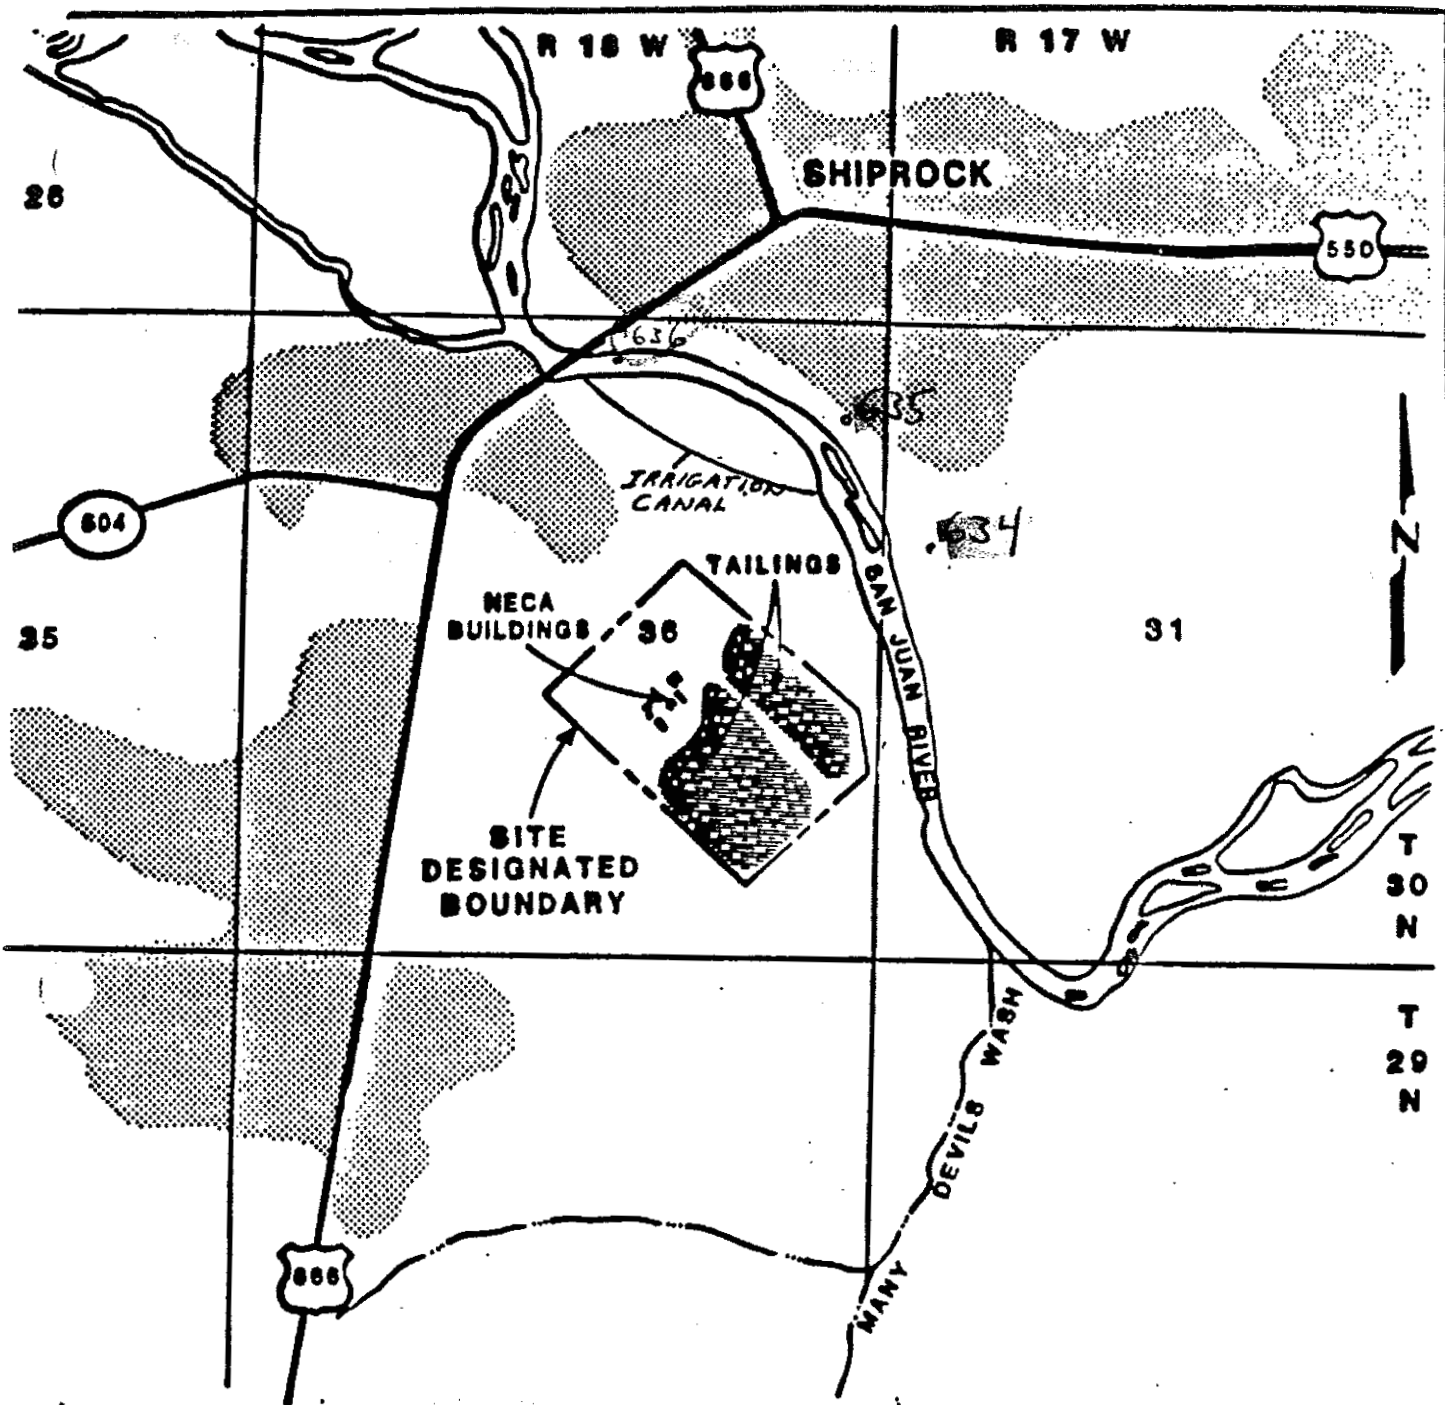 R 18 W
R 17 W
666
SHIPROCK
26
550
636
.635
IRRIGATION
CANAL
504
.634
TAILINGS
NECA
BUILDINGS
36
35
31
N
SAN JUAN RIVER
SITE
DESIGNATED
BOUNDARY
T
30
N
T
29
N
MANY DEVILS WASH
666